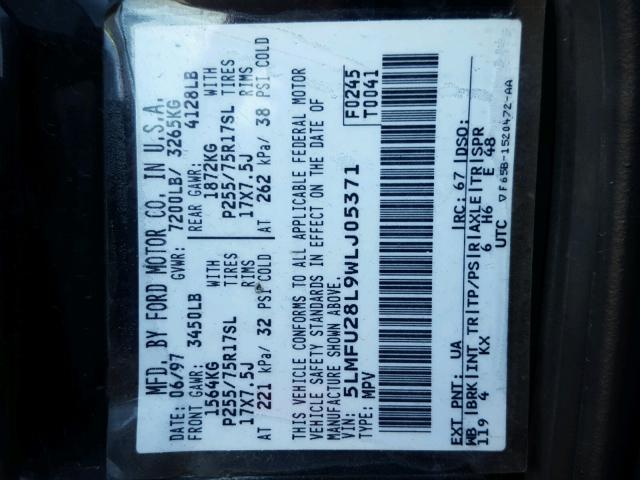 MFD. BY FORD MOTOR CO. IN U.S.A.
DATE: 06/97 GVWR: 7200LB/ 3265KG
FRONT GAWR: 3450LB REAR GAWR: 4128LB
1564KG WITH 1872KG WITH
P255/75R17SL TIRES P255/75R17SL TIRES
17X7.5J RIMS 17X7.5J RIMS
AT 221 kPa/ 32 PSI COLD AT 262 kPa/ 38 PSI COLD
THIS VEHICLE CONFORMS TO ALL APPLICABLE FEDERAL MOTOR
VEHICLE SAFETY STANDARDS IN EFFECT ON THE DATE OF
MANUFACTURE SHOWN ABOVE.
VIN: 5LMFU28L9WLJ05371
TYPE: MPV
F0245
T0041
EXT PNT: UA RC: 67 DSO:
WB BRK INT TR TP/PS R AXLE TR SPR
119 4 KX 6 H6 E 48
UTC
▽F65B-1520472-AA